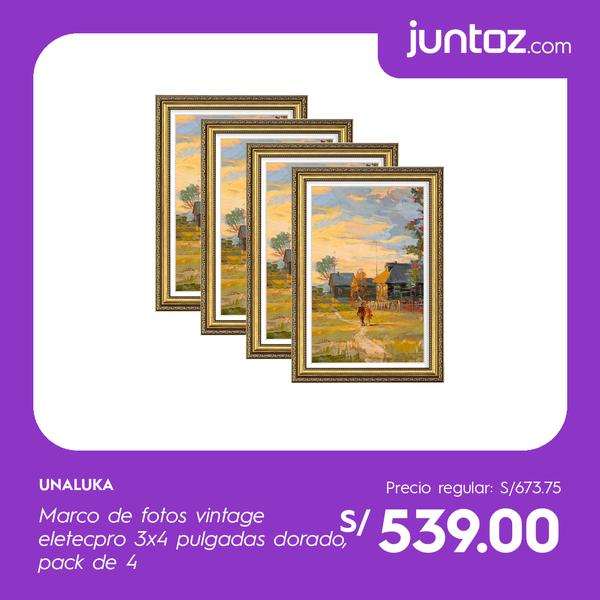 juntoz.com
UNALUKA
Precio regular: S/673.75
Marco de fotos vintage
eletecpro 3x4 pulgadas dorado,
pack de 4
S/ 539.00